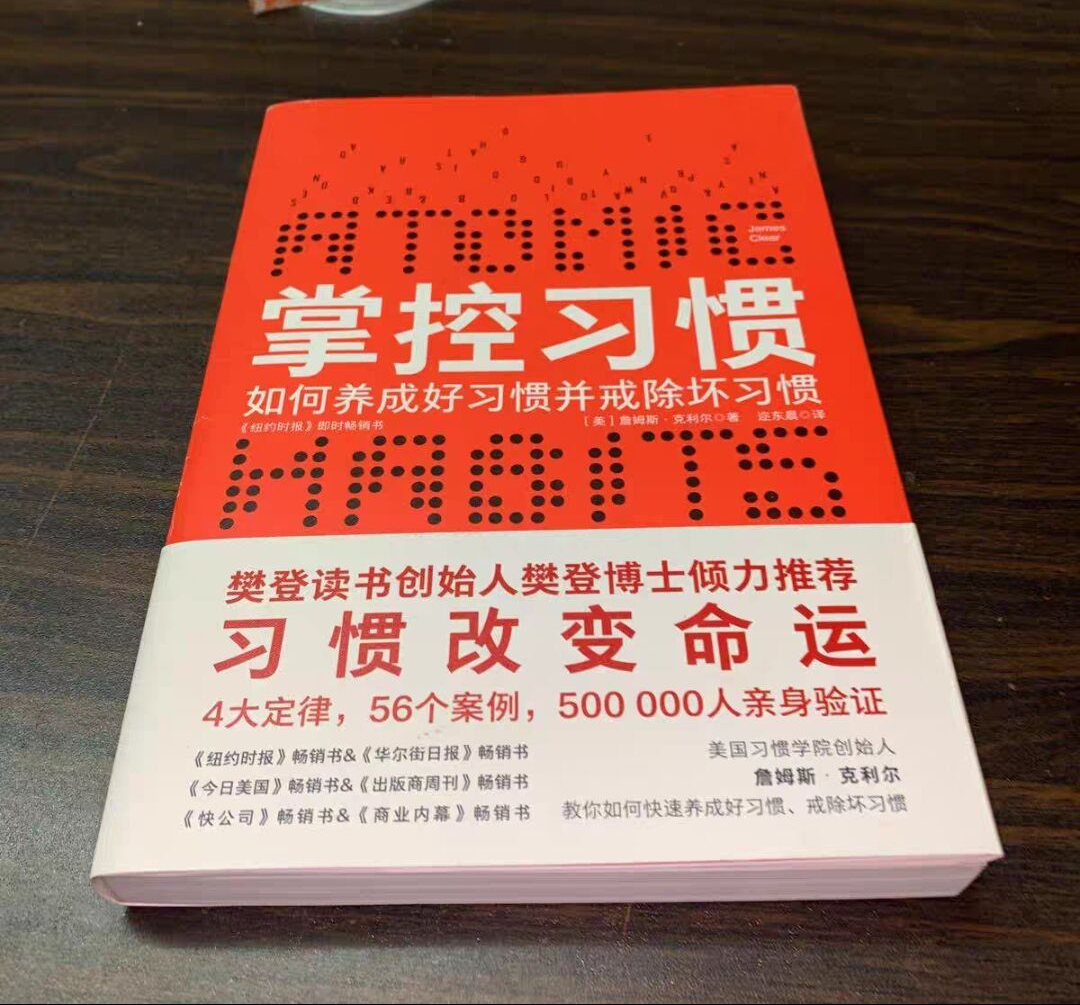 ATOMIC
James
Clear
掌控习惯
如何养成好习惯并戒除坏习惯
《纽约时报》即时畅销书
［美］詹姆斯·克利尔◎著 迩东晨◎译
HABITS
樊登读书创始人樊登博士倾力推荐
习惯改变命运
4大定律，56个案例，500 000人亲身验证
《纽约时报》畅销书&《华尔街日报》畅销书
《今日美国》畅销书&《出版商周刊》畅销书
《快公司》畅销书&《商业内幕》畅销书
美国习惯学院创始人
詹姆斯·克利尔
教你如何快速养成好习惯、戒除坏习惯